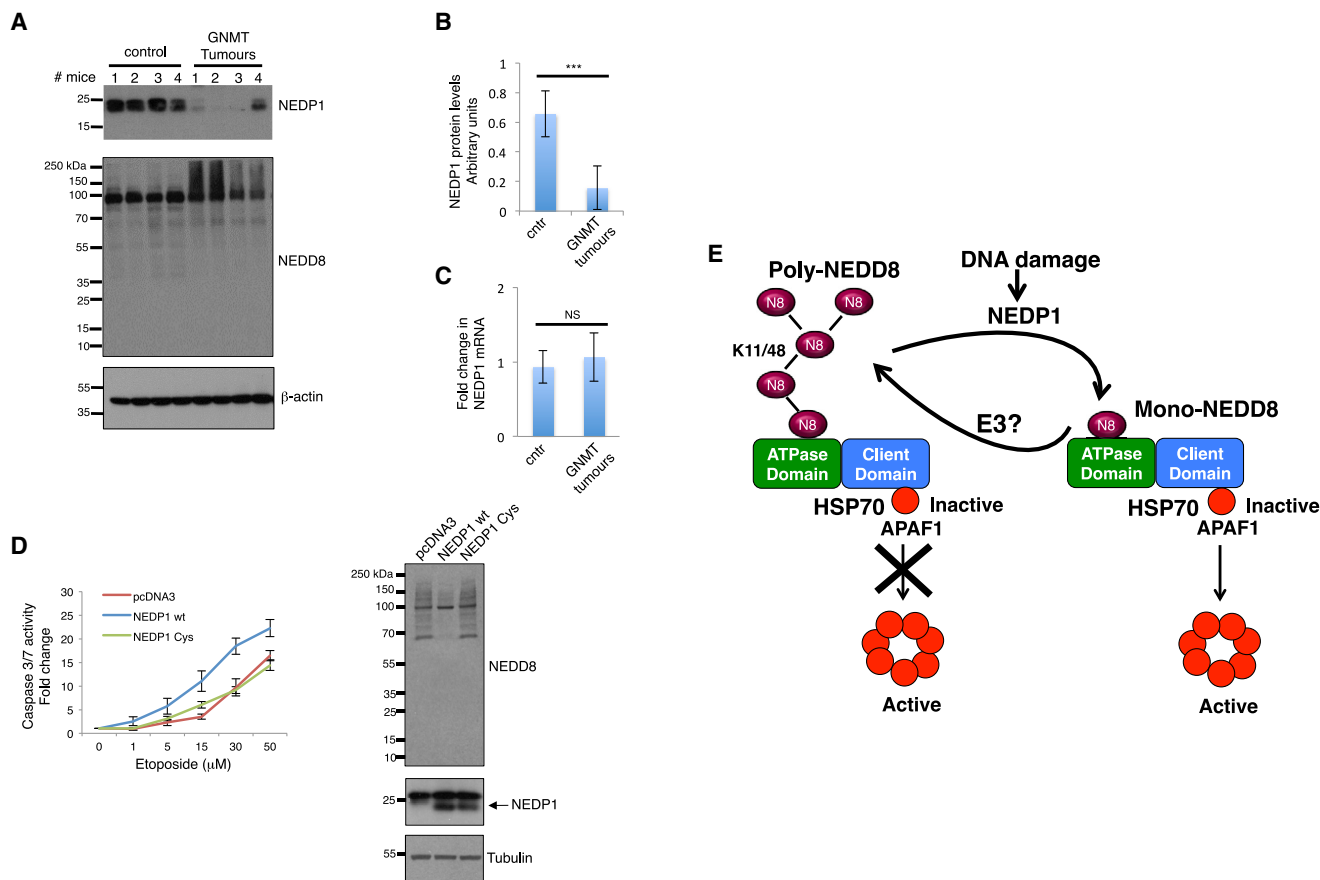 A
control
GNMT
Tumours
# mice
1 2 3 4 1 2 3 4
25
15
NEDP1
250 kDa
150
100
70
55
35
25
15
10
NEDD8
55
35
β-actin
B
NEDP1 protein levels
Arbitrary units
1
0.8
0.6
0.4
0.2
0
***
cntr
GNMT
tumours
C
Fold change in
NEDP1 mRNA
2
1
0
NS
cntr
GNMT
tumours
D
Caspase 3/7 activity
Fold change
30
25
20
15
10
5
0
pcDNA3
NEDP1 wt
NEDP1 Cys
0 1 5 15 30 50
Etoposide (μM)
pcDNA3
NEDP1 wt
NEDP1 Cys
250 kDa
150
100
70
55
35
25
15
10
NEDD8
25
NEDP1
55
Tubulin
E
Poly-NEDD8
N8
N8
N8
K11/48
N8
N8
DNA damage
NEDP1
E3?
Mono-NEDD8
N8
ATPase
Domain
Client
Domain
HSP70
Inactive
APAF1
Active
ATPase
Domain
Client
Domain
HSP70
Inactive
APAF1
Active